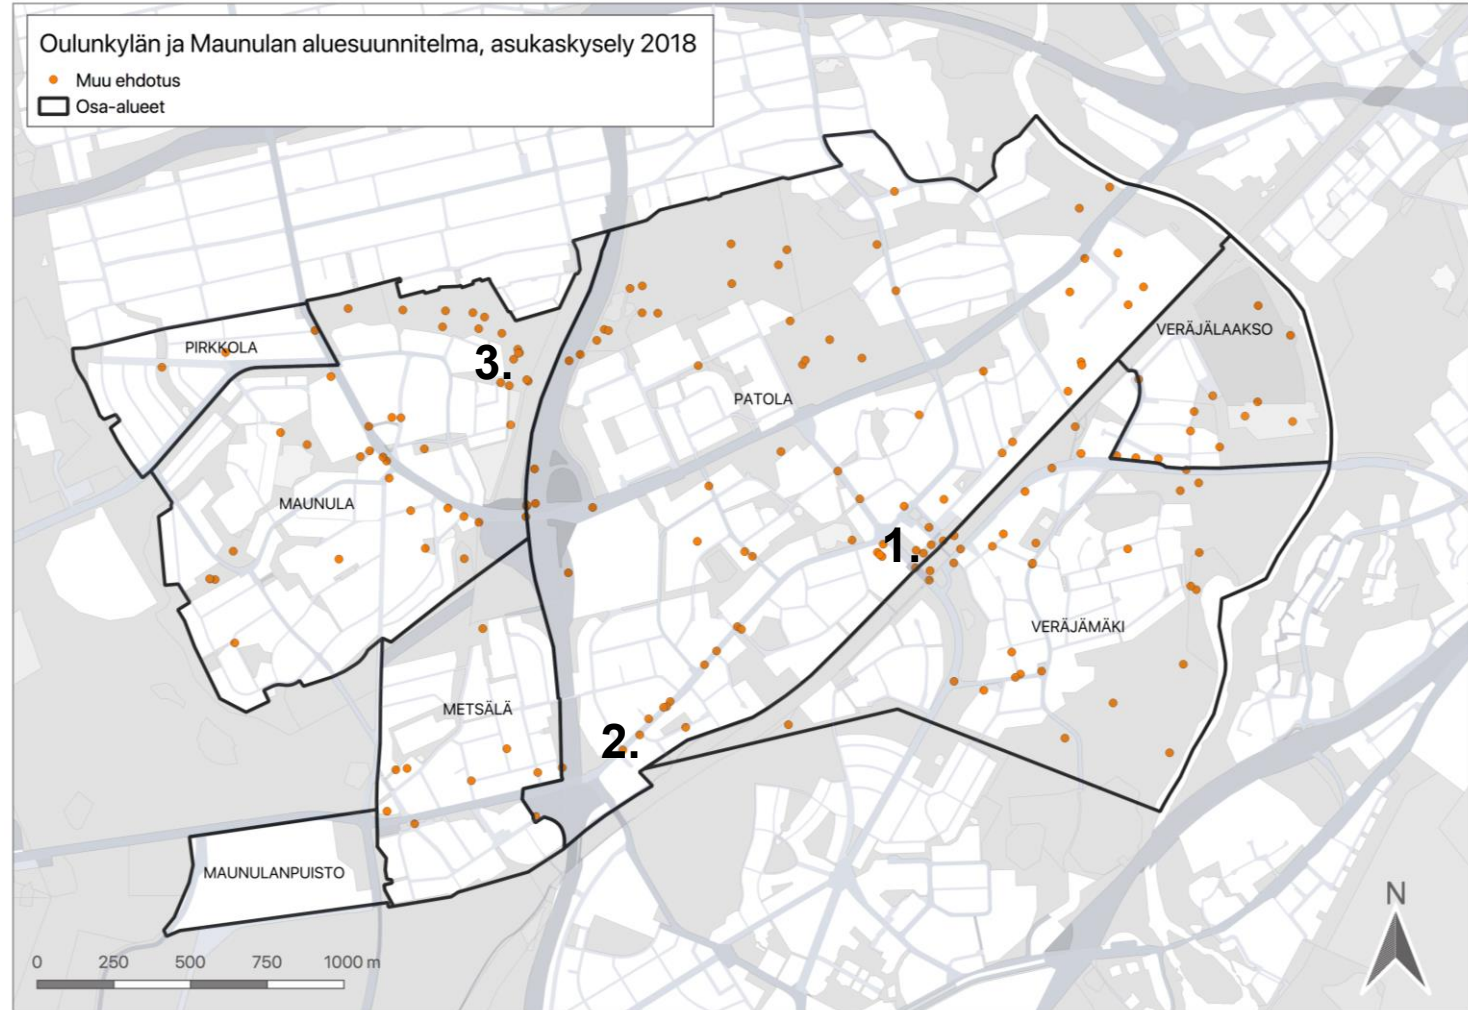 Oulunkylän ja Maunulan aluesuunnitelma, asukaskysely 2018
Muu ehdotus
Osa-alueet
VERÄJÄLAAKSO
PIRKKOLA
3.
PATOLA
MAUNULA
1.
VERÄJÄMÄKI
METSÄLÄ
2.
MAUNULANPUISTO
N
0 250 500 750 1000 m